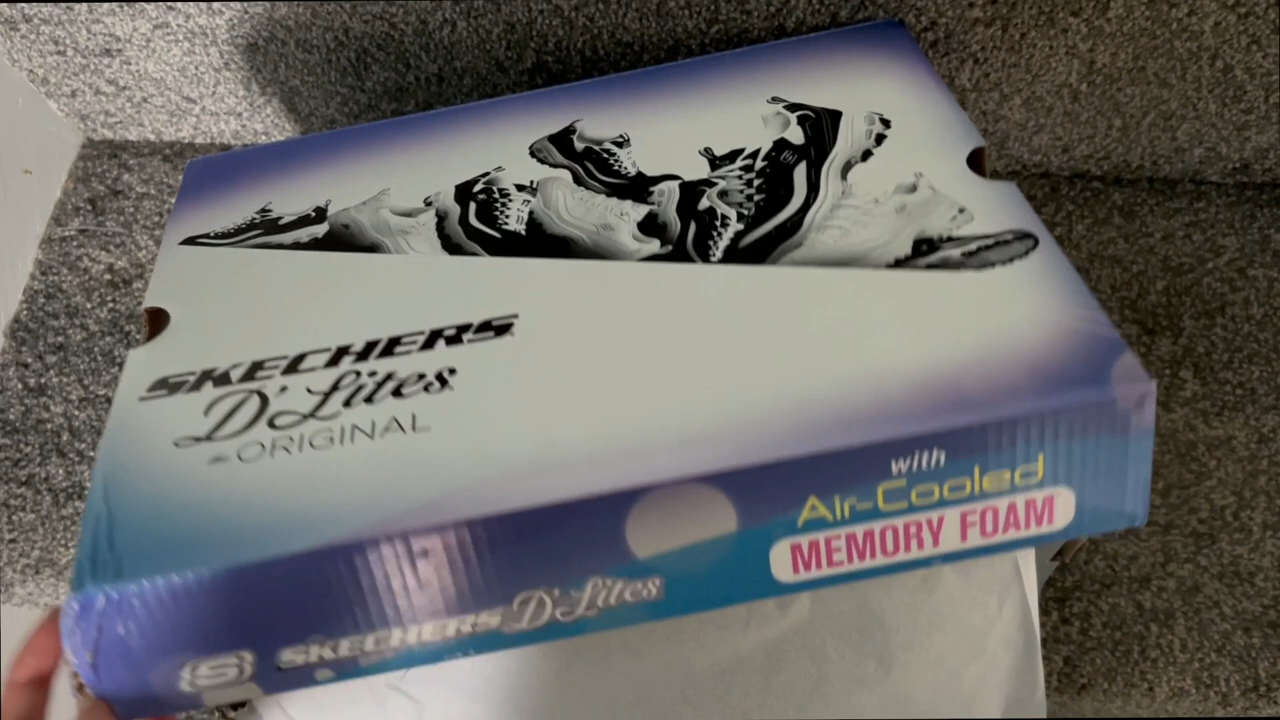 SKECHERS
D'Lites
ORIGINAL
with
Air-Cooled
MEMORY FOAM
S SKECHERS D'Lites